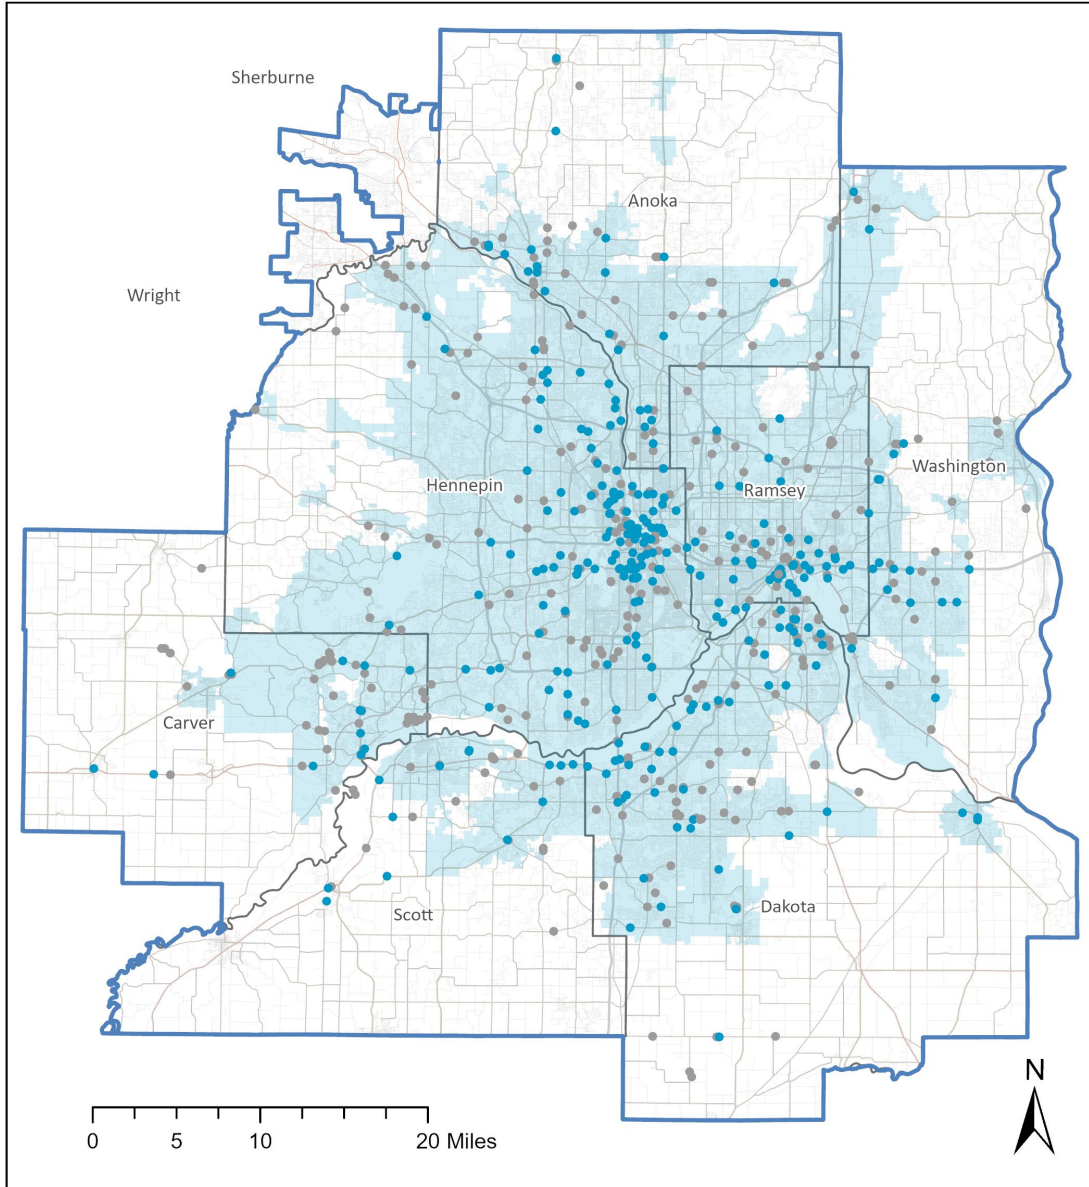 Sherburne
Anoka
Wright
Washington
Hennepin
Ramsey
Carver
Dakota
Scott
N
0 5 10 20 Miles